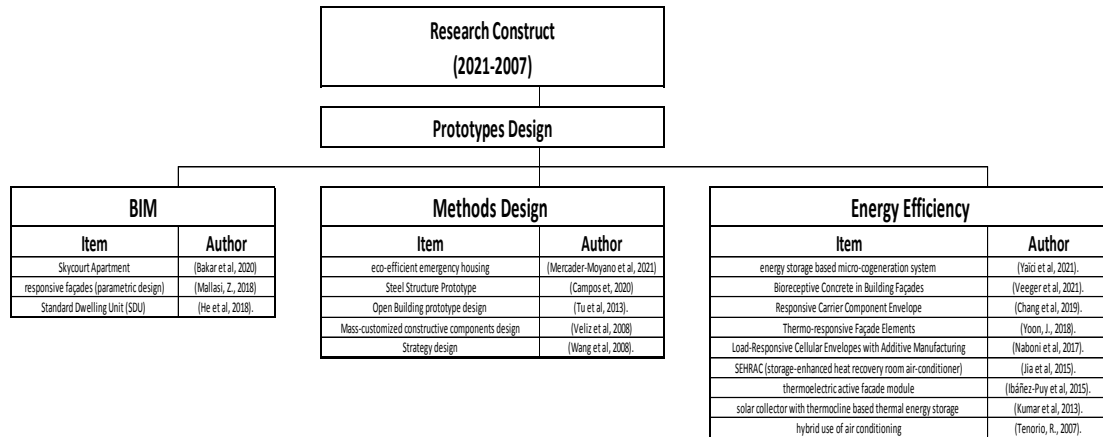 Research Construct
(2021-2007)
Prototypes Design
BIM
Item Author
Skycourt Apartment (Bakar et al, 2020)
responsive façades (parametric design) (Mallasi, Z., 2018)
Standard Dwelling Unit (SDU) (He et al, 2018).
Methods Design
Item Author
eco-efficient emergency housing (Mercader-Moyano et al, 2021)
Steel Structure Prototype (Campos et, 2020)
Open Building prototype design (Tu et al, 2013).
Mass-customized constructive components design (Veliz et al, 2008)
Strategy design (Wang et al, 2008).
Energy Efficiency
Item Author
energy storage based micro-cogeneration system (Yaïci et al, 2021).
Bioreceptive Concrete in Building Façades (Veeger et al, 2021).
Responsive Carrier Component Envelope (Chang et al, 2019).
Thermo-responsive Façade Elements (Yoon, J., 2018).
Load-Responsive Cellular Envelopes with Additive Manufacturing (Naboni et al, 2017).
SEHRAC (storage-enhanced heat recovery room air-conditioner) (Jia et al, 2015).
thermoelectric active facade module (Ibáñez-Puy et al, 2015).
solar collector with thermocline based thermal energy storage (Kumar et al, 2013).
hybrid use of air conditioning (Tenorio, R., 2007).